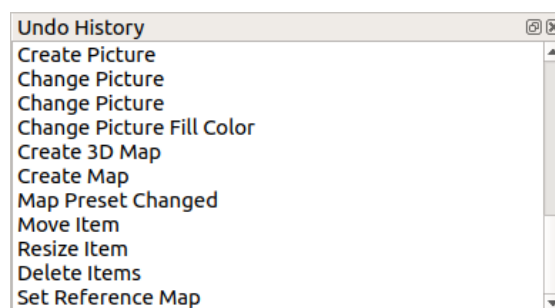 Undo History
Create Picture
Change Picture
Change Picture
Change Picture Fill Color
Create 3D Map
Create Map
Map Preset Changed
Move Item
Resize Item
Delete Items
Set Reference Map